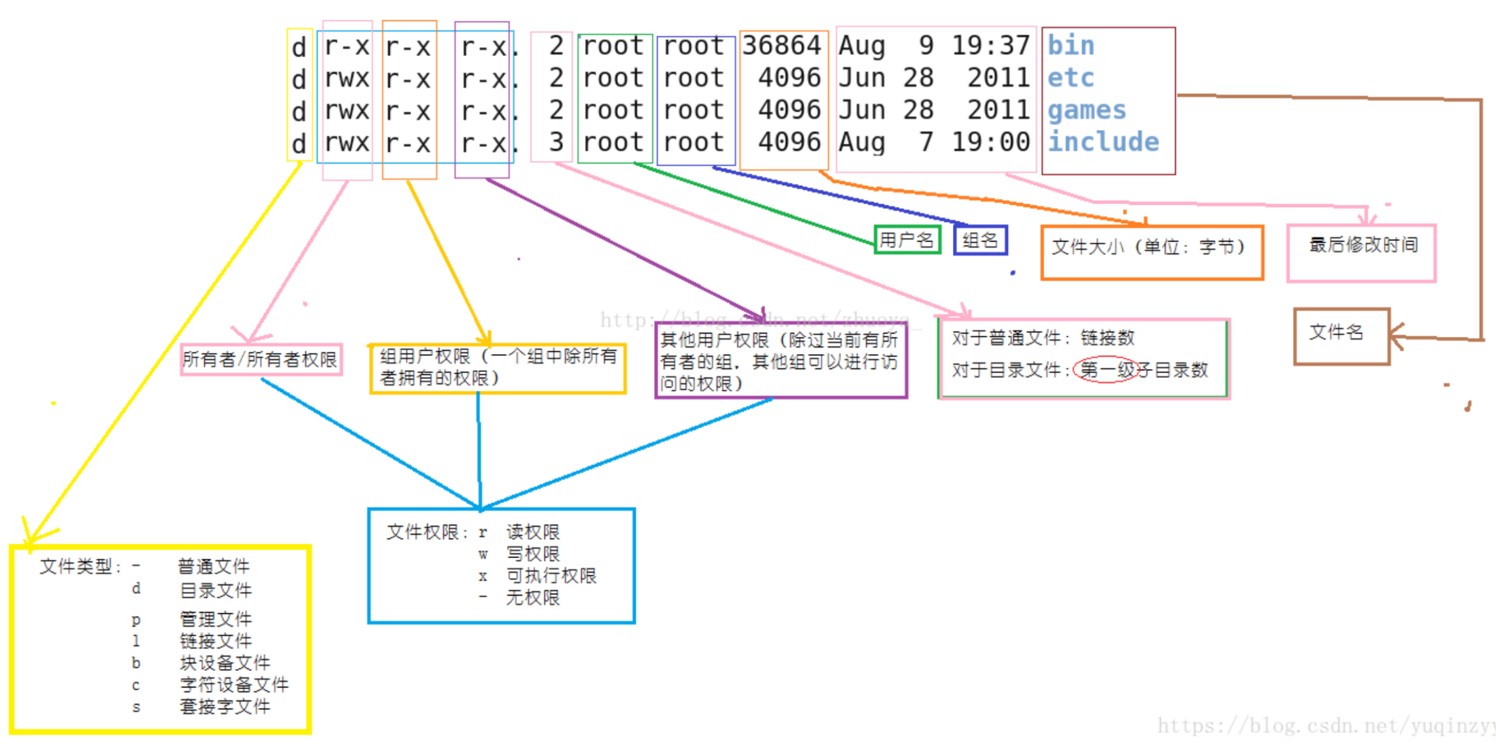 d r-x r-x r-x. 2 root root 36864 Aug 9 19:37 bin
d rwx r-x r-x. 2 root root 4096 Jun 28 2011 etc
d rwx r-x r-x. 2 root root 4096 Jun 28 2011 games
d rwx r-x r-x. 3 root root 4096 Aug 7 19:00 include
用户名
组名
文件大小（单位：字节）
最后修改时间
http://blog.csdn.net/zhuoya_
所有者/所有者权限
组用户权限（一个组中除所有
者拥有的权限）
其他用户权限（除过当前有所
有者的组，其他组可以进行访
问的权限）
对于普通文件：链接数
对于目录文件：第一级子目录数
文件名
文件权限：r 读权限
w 写权限
x 可执行权限
- 无权限
文件类型：- 普通文件
d 目录文件
p 管理文件
l 链接文件
b 块设备文件
c 字符设备文件
s 套接字文件
https://blog.csdn.net/yuqinzyy